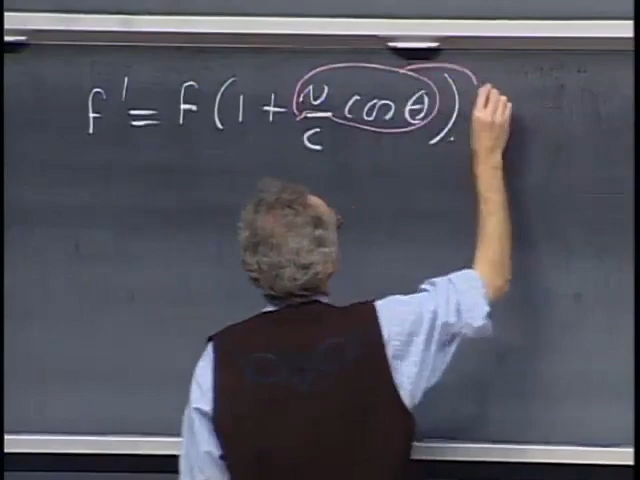 f' = f(1 + v/c cos θ).